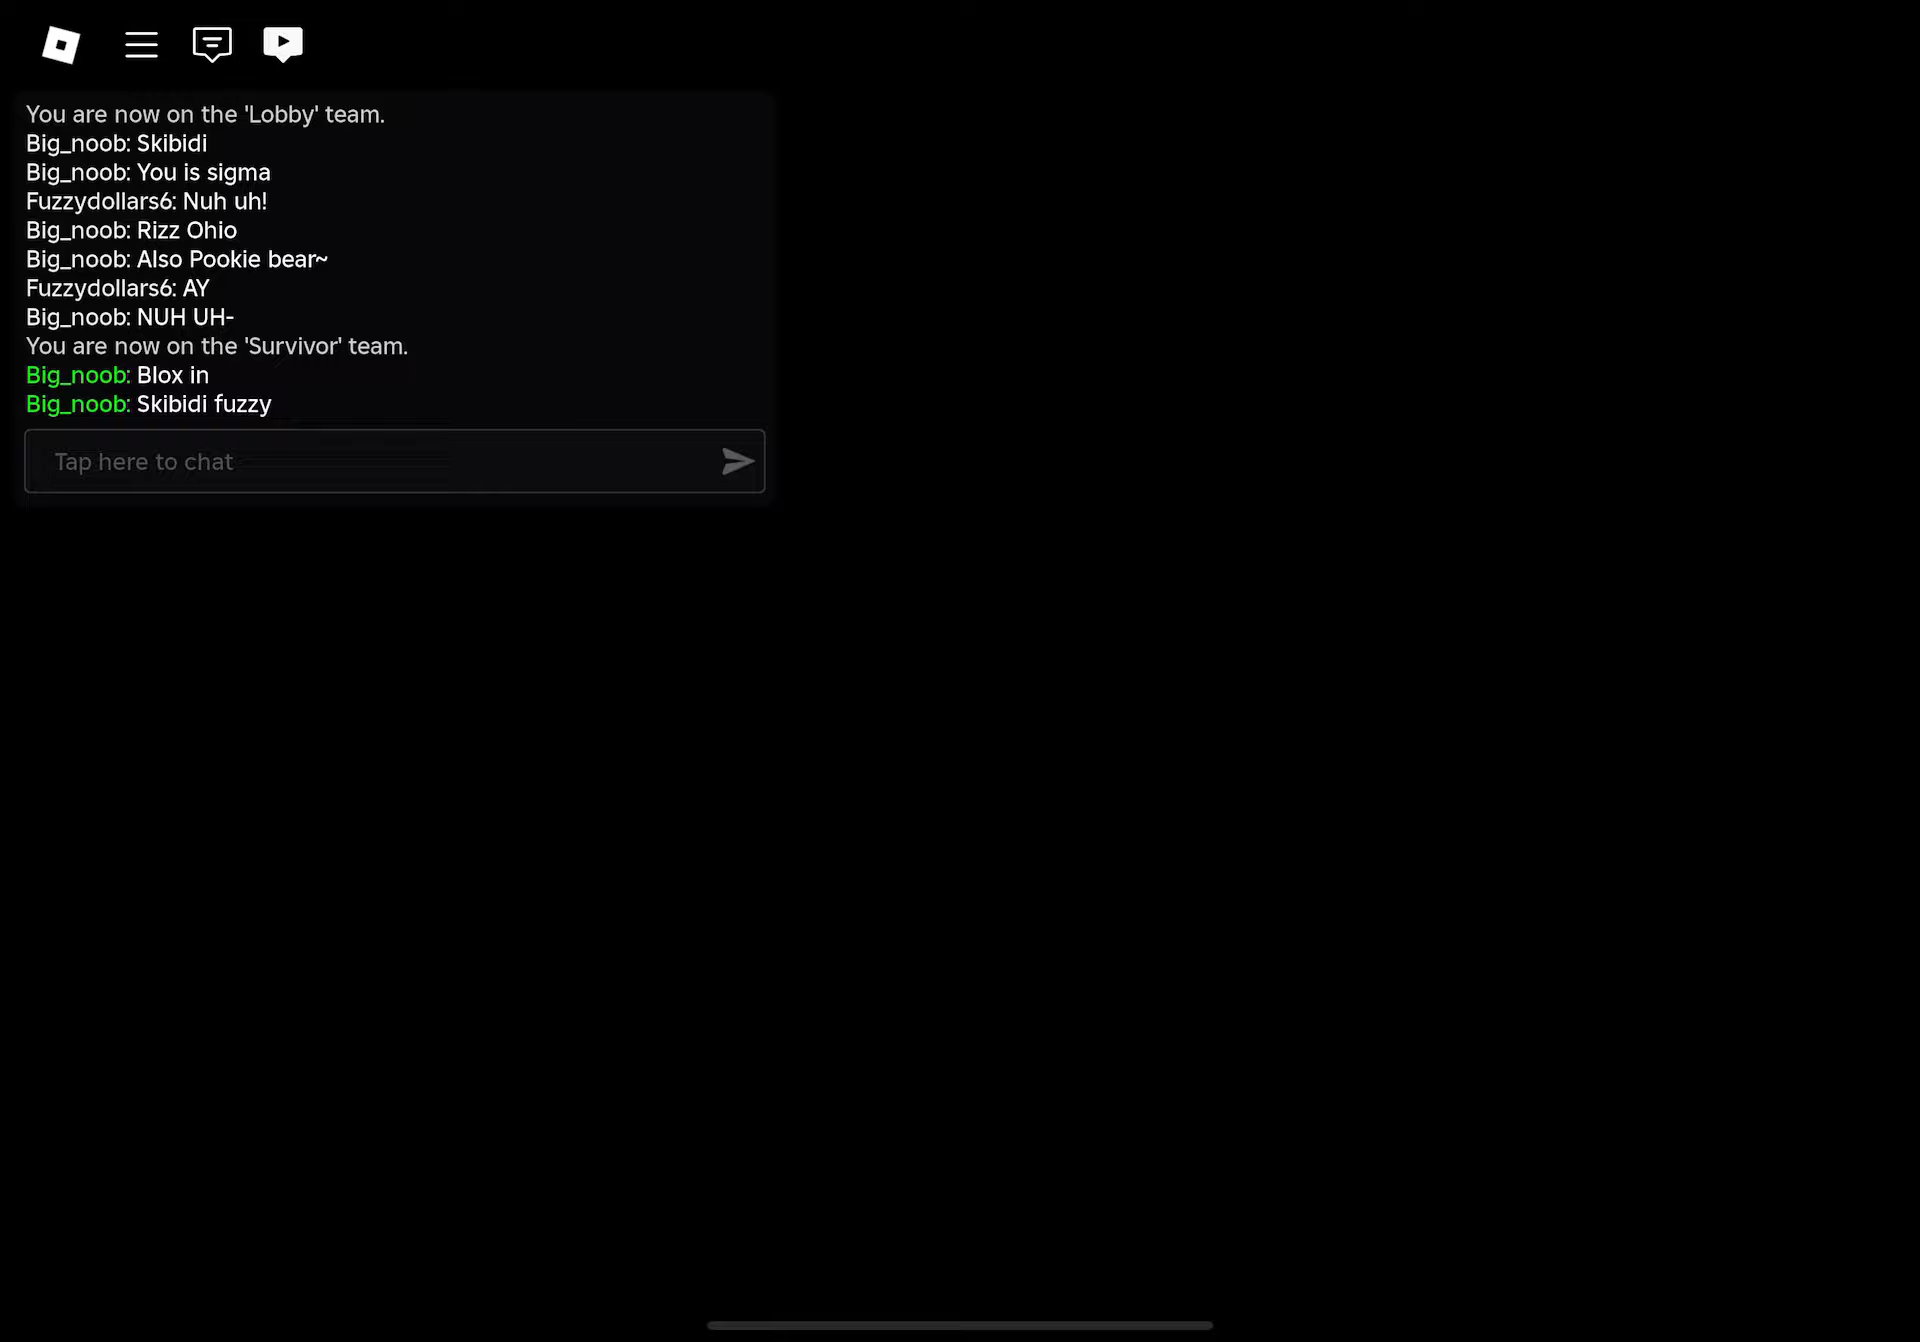 You are now on the 'Lobby' team.
Big_noob: Skibidi
Big_noob: You is sigma
Fuzzydollars6: Nuh uh!
Big_noob: Rizz Ohio
Big_noob: Also Pookie bear~
Fuzzydollars6: AY
Big_noob: NUH UH-
You are now on the 'Survivor' team.
Big_noob: Blox in
Big_noob: Skibidi fuzzy
Tap here to chat